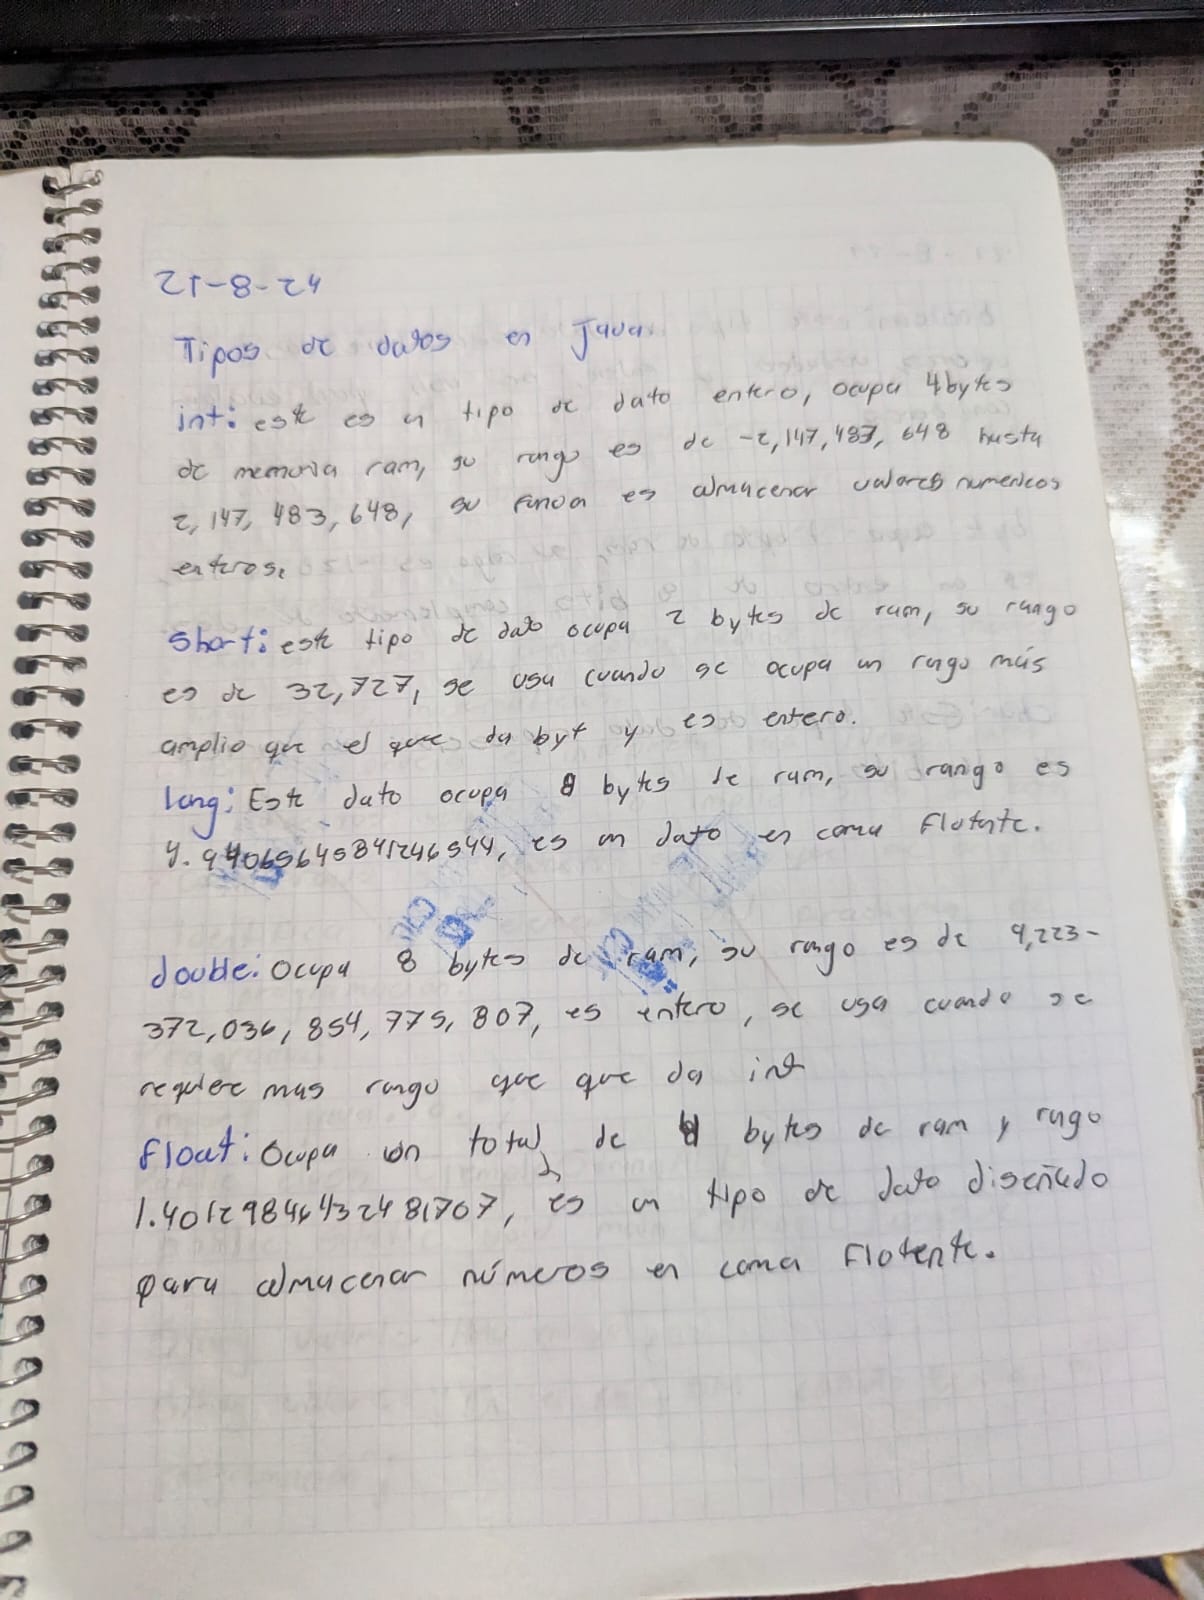 21-8-24
Tipos de datos en Java.
int: este es un tipo de dato entero, ocupa 4 bytes
de memoria ram, su rango es de -2,147,483,648 hasta
2,147,483,648, su es almacenar valores numericos
enteros.
Short: este tipo de dato ocupa 2 bytes de ram, su rango
es de 32,727, se usa cuando se ocupa un rango más
amplio que el que da byt y es entero.
long: Este dato ocupa 8 bytes de ram, su rango es
4.94065645841246544, es un dato en coma Flotante.
double: Ocupa 8 bytes de ram, su rango es de 9,223-
372,036,854,775,807, es entero, se usa cuando se
requiere mas rango que que da int
float: Ocupa un total de 4 bytes de ram y rango
1.40129846432481707, es un tipo de dato diseñado
para almacenar números en coma Flotente.